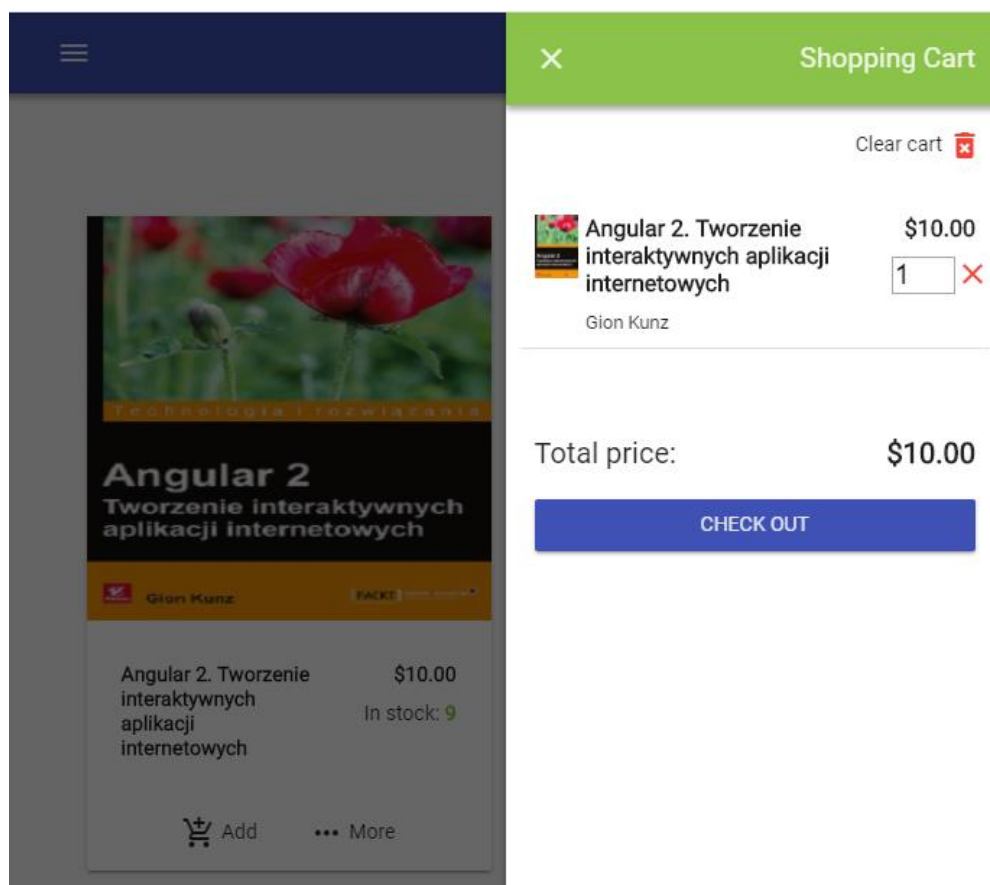 Shopping Cart
Clear cart
Angular 2. Tworzenie
interaktywnych aplikacji
internetowych
$10.00
1
Gion Kunz
Total price:
$10.00
CHECK OUT
Technologia i rozwiązania
Angular 2
Tworzenie interaktywnych
aplikacji internetowych
Gion Kunz
Angular 2. Tworzenie
interaktywnych
aplikacji
internetowych
$10.00
In stock: 9
Add
More